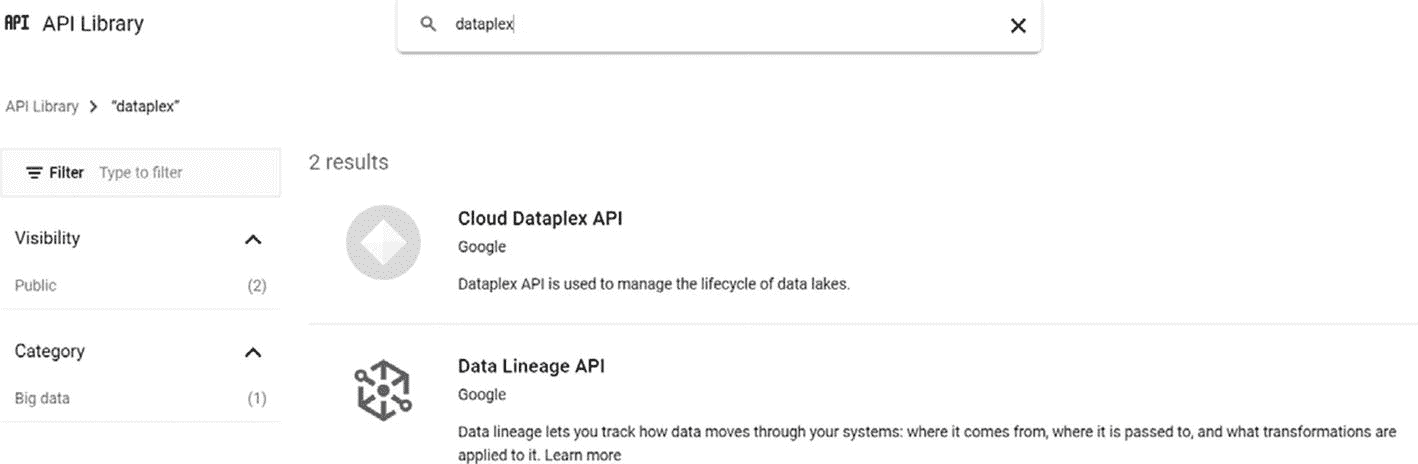 API API Library
dataplex
API Library > "dataplex"
Filter Type to filter
2 results
Visibility
Public (2)
Category
Big data (1)
Cloud Dataplex API
Google
Dataplex API is used to manage the lifecycle of data lakes.
Data Lineage API
Google
Data lineage lets you track how data moves through your systems: where it comes from, where it is passed to, and what transformations are
applied to it. Learn more